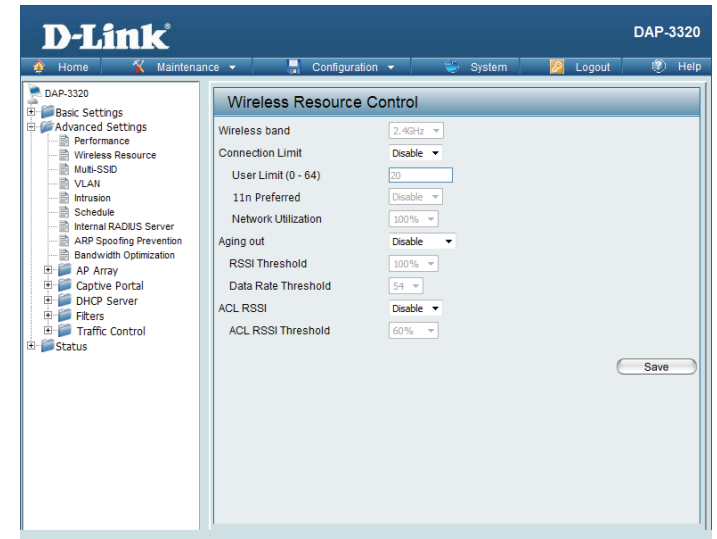 D-Link®
DAP-3320
Home Maintenance Configuration System Logout Help
DAP-3320
Basic Settings
Advanced Settings
Performance
Wireless Resource
Multi-SSID
VLAN
Intrusion
Schedule
Internal RADIUS Server
ARP Spoofing Prevention
Bandwidth Optimization
AP Array
Captive Portal
DHCP Server
Filters
Traffic Control
Status
Wireless Resource Control
Wireless band 2.4GHz
Connection Limit Disable
User Limit (0 - 64) 20
11n Preferred Disable
Network Utilization 100%
Aging out Disable
RSSI Threshold 100%
Data Rate Threshold 54
ACL RSSI Disable
ACL RSSI Threshold 60%
Save